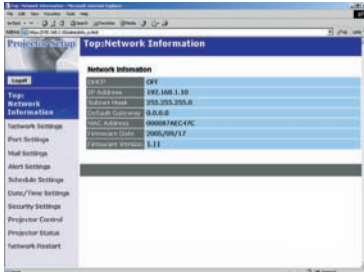 Projector Setup
Top:Network Information
Network Infomation
Logoff
Top:
Network
Information
Network Settings
Port Settings
Mail Settings
Alert Settings
Schedule Settings
Date/Time Settings
Security Settings
Projector Control
Projector Status
Network Restart
DHCP OFF
IP Address 192.168.1.10
Subnet Mask 255.255.255.0
Default Gateway 0.0.0.0
MAC Address 000087AEC47C
Firmware Date 2005/09/17
Firmware Version 1.11